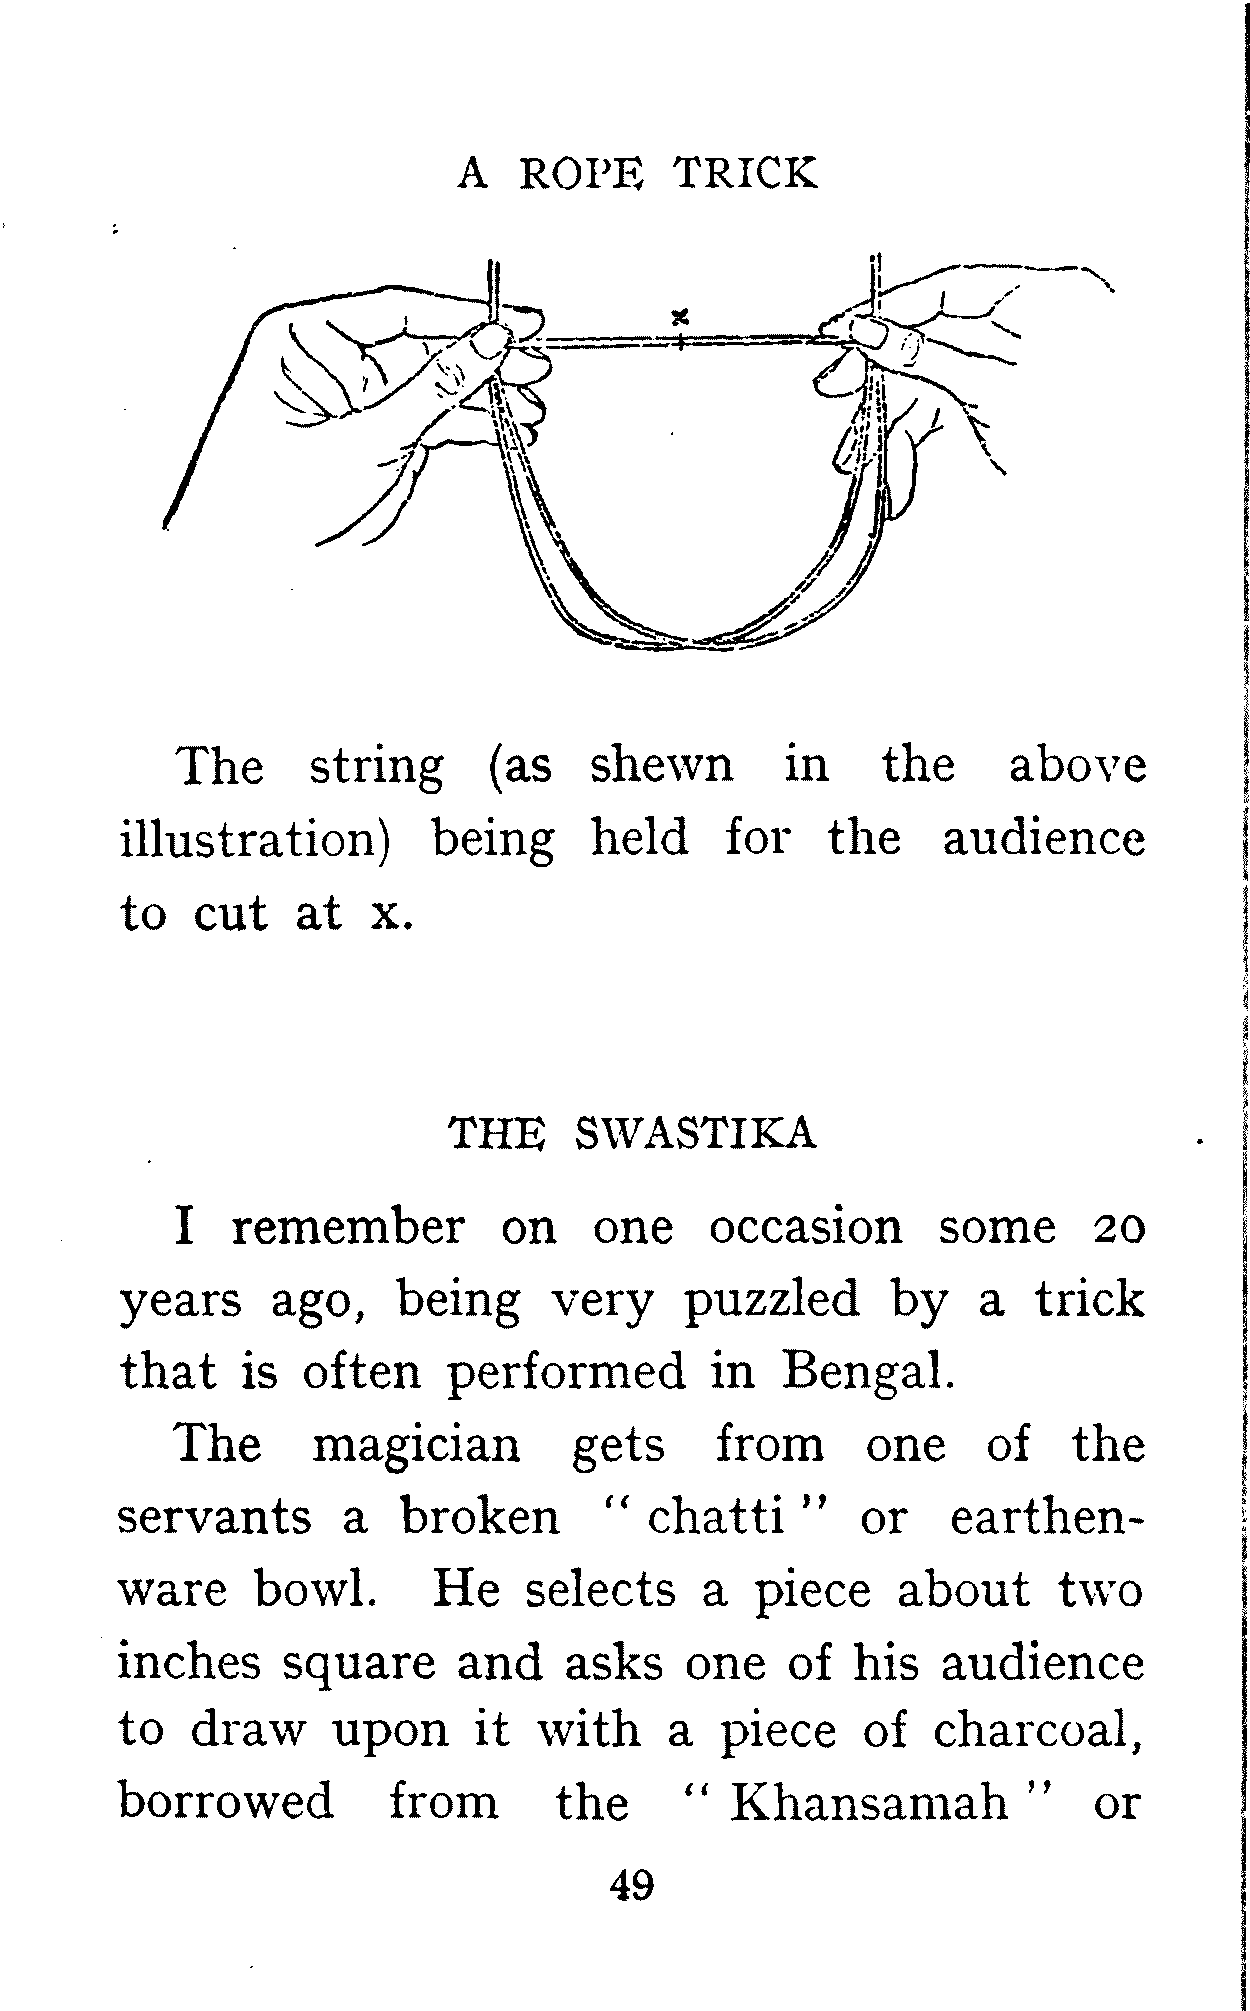 A ROPE TRICK
x
The string (as shewn in the above
illustration) being held for the audience
to cut at x.
THE SWASTIKA
I remember on one occasion some 20
years ago, being very puzzled by a trick
that is often performed in Bengal.
The magician gets from one of the
servants a broken “ chatti ” or earthen-
ware bowl. He selects a piece about two
inches square and asks one of his audience
to draw upon it with a piece of charcoal,
borrowed from the “ Khansamah ” or
49